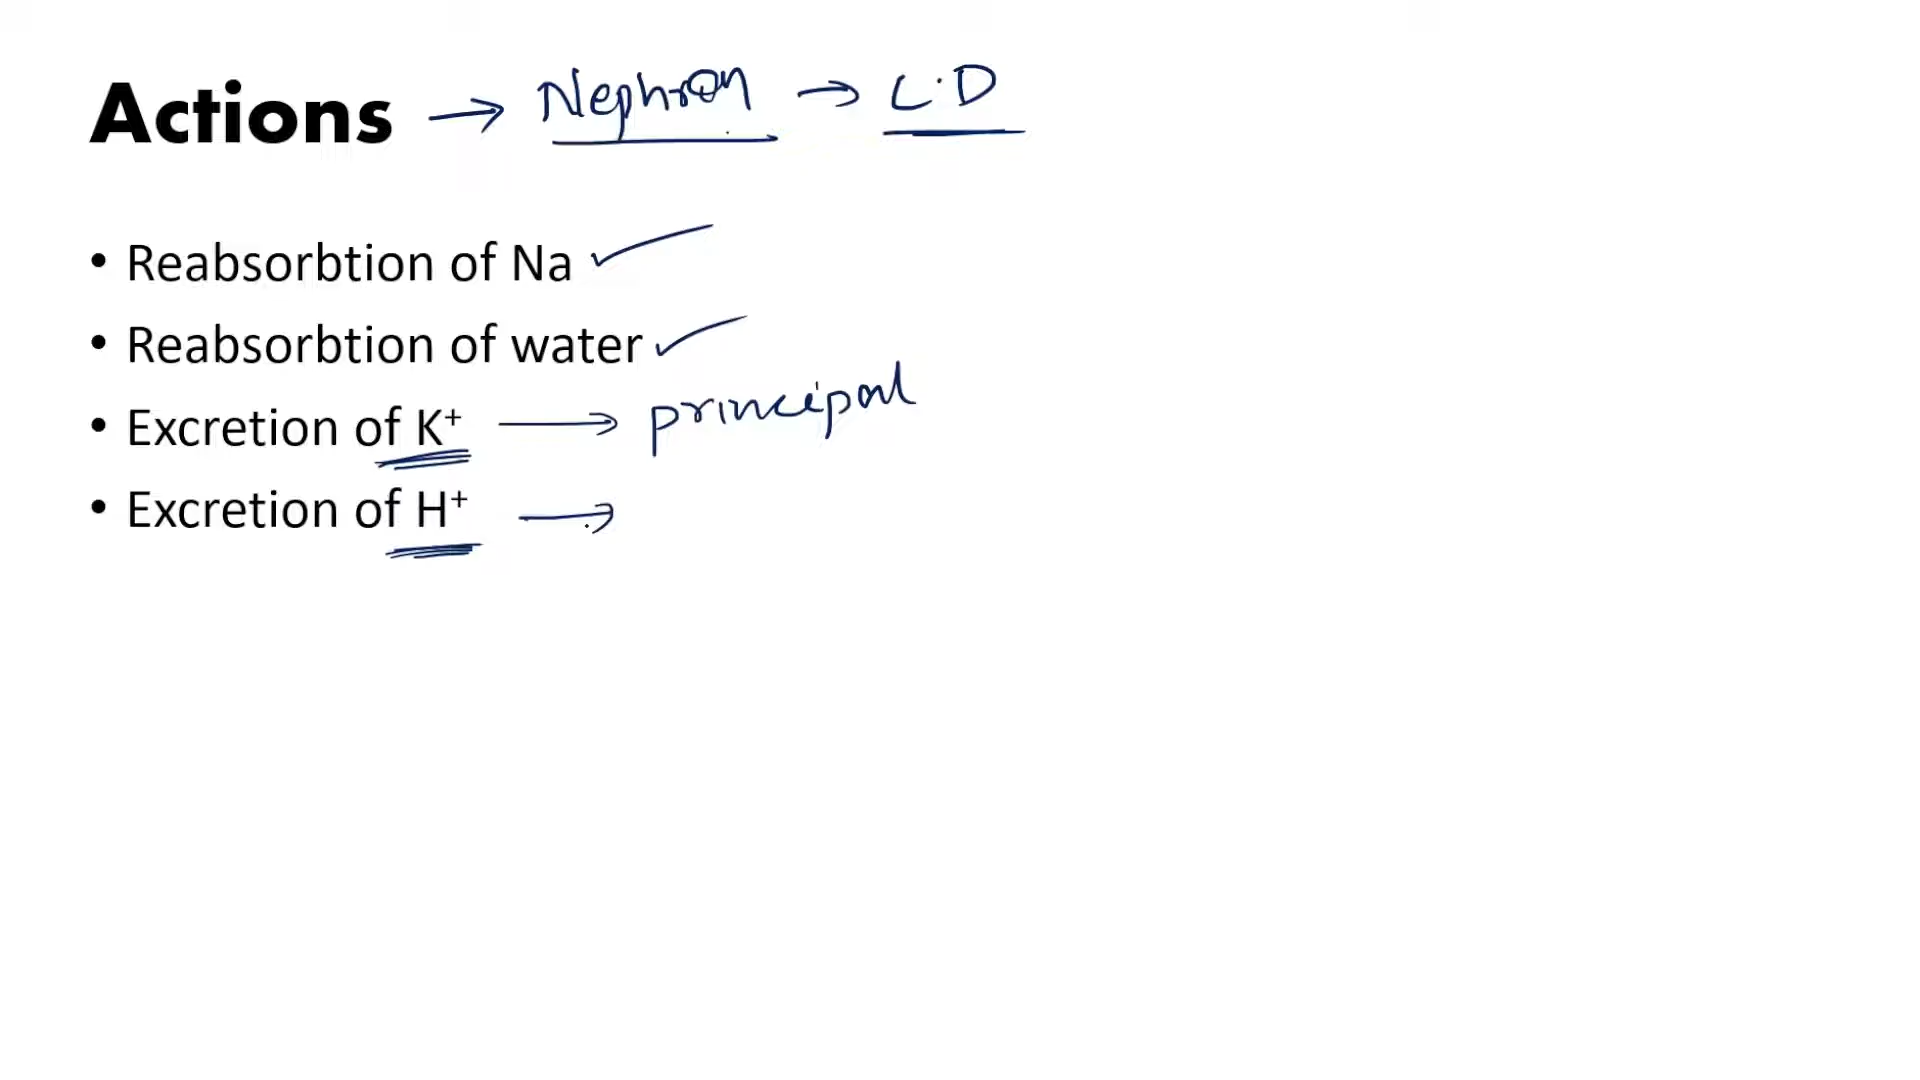 Actions → Nephron → C.D
• Reabsorbtion of Na ✓
• Reabsorbtion of water ✓
• Excretion of K⁺ → principal
• Excretion of H⁺ →